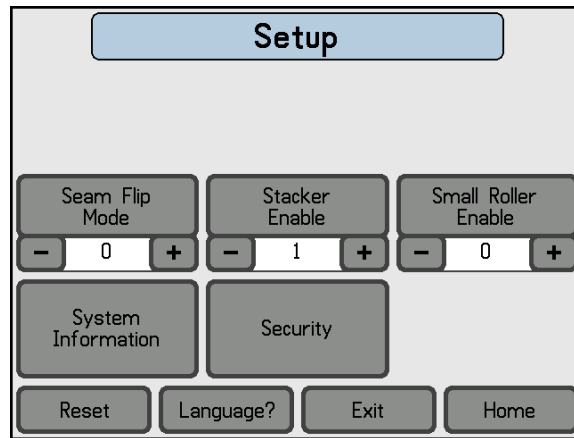 Setup
Seam Flip
Mode
Stacker
Enable
Small Roller
Enable
- 0 +
- 1 +
- 0 +
System
Information
Security
Reset
Language?
Exit
Home